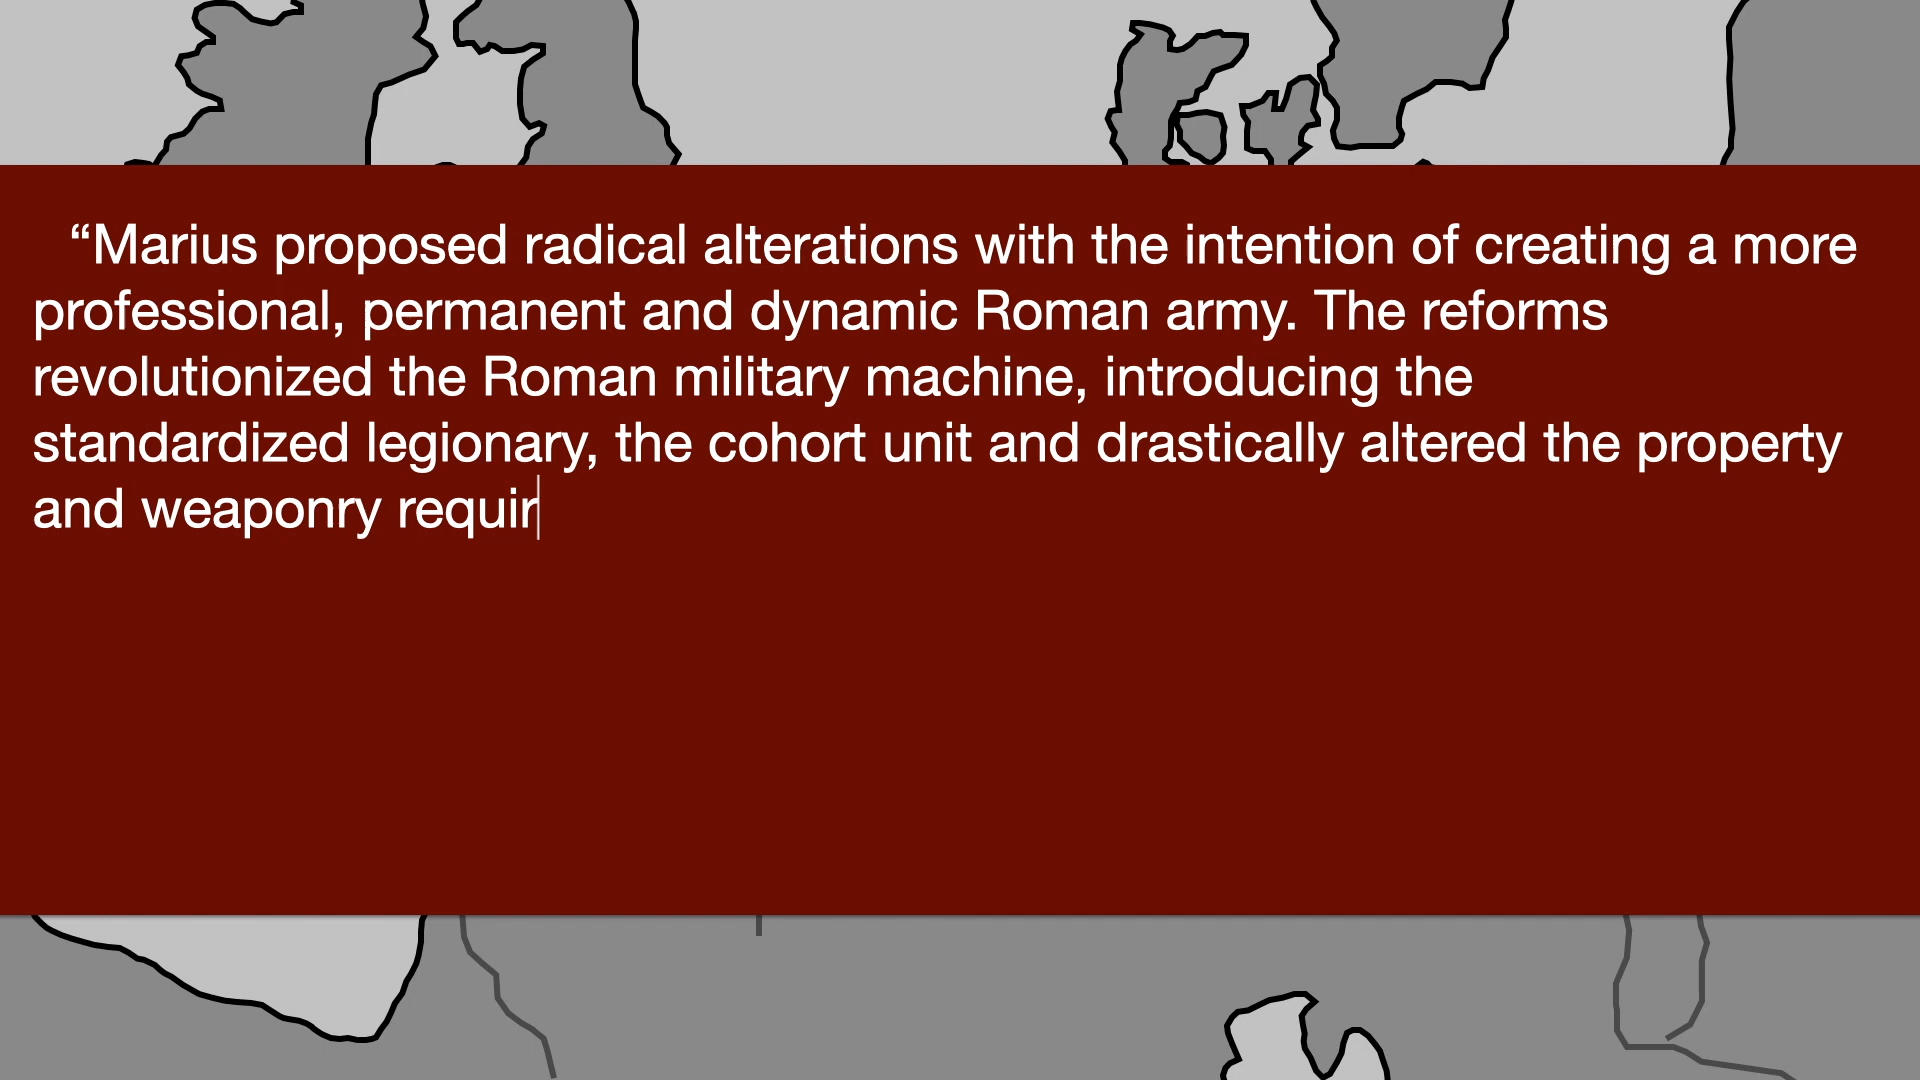 “Marius proposed radical alterations with the intention of creating a more
professional, permanent and dynamic Roman army. The reforms
revolutionized the Roman military machine, introducing the
standardized legionary, the cohort unit and drastically altered the property
and weaponry requir